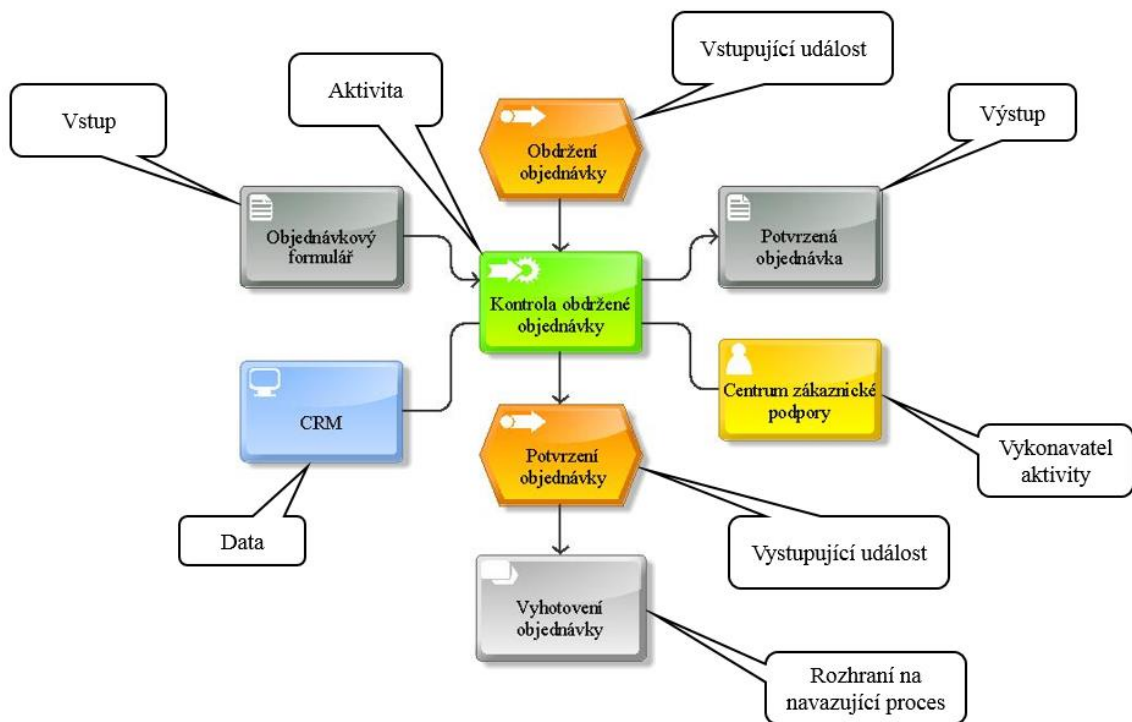 Vstupující událost
Aktivita
Vstup
Výstup
Obdržení
objednávky
Objednávkový
formulář
Potvrzená
objednávka
Kontrola obdržené
objednávky
CRM
Centrum zákaznické
podpory
Potvrzení
objednávky
Vykonavatel
aktivity
Data
Vystupující událost
Vyhotovení
objednávky
Rozhraní na
navazující proces